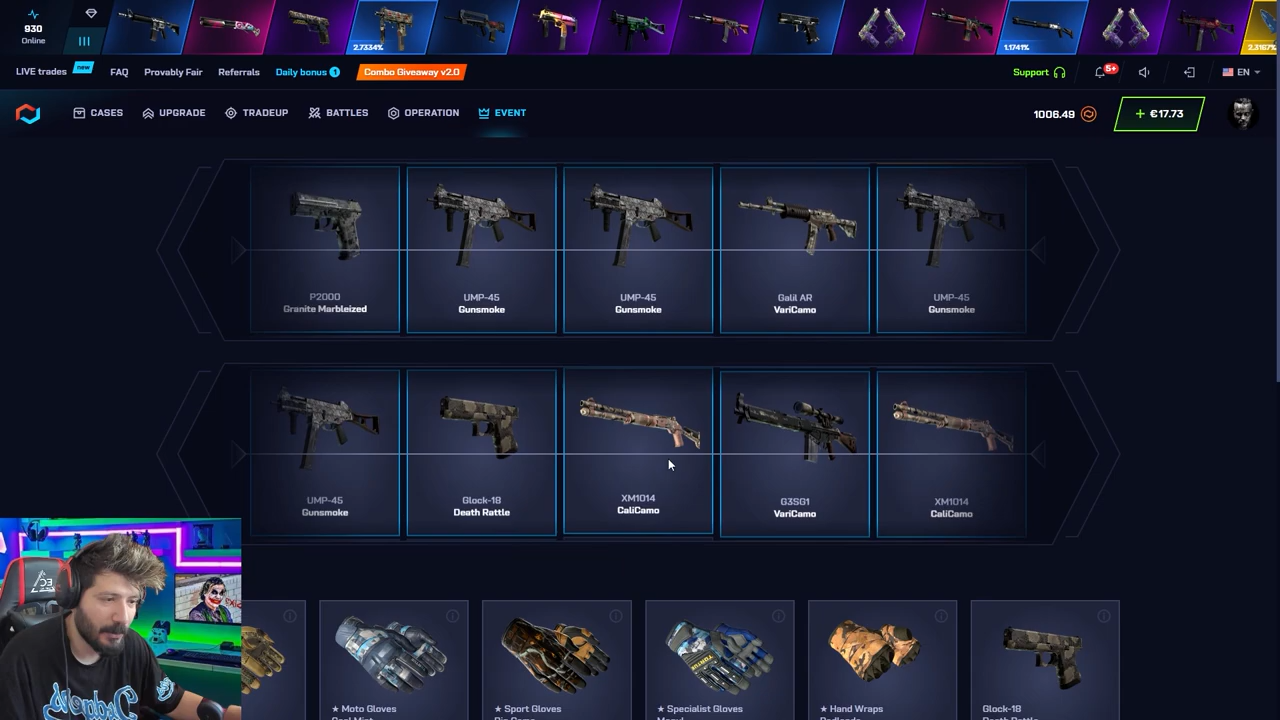 930
Online
2.7334%
1.1741%
2.3167%
LIVE trades
new
FAQ
Provably Fair
Referrals
Daily bonus 1
Combo Giveaway v2.0
Support
5+
EN
CASES
UPGRADE
TRADEUP
BATTLES
OPERATION
EVENT
1006.49
+ €17.73
P2000
Granite Marbleized
UMP-45
Gunsmoke
UMP-45
Gunsmoke
Galil AR
VariCamo
UMP-45
Gunsmoke
UMP-45
Gunsmoke
Glock-18
Death Rattle
XM1014
CaliCamo
G3SG1
VariCamo
XM1014
CaliCamo
★ Moto Gloves
★ Sport Gloves
★ Specialist Gloves
★ Hand Wraps
Glock-18